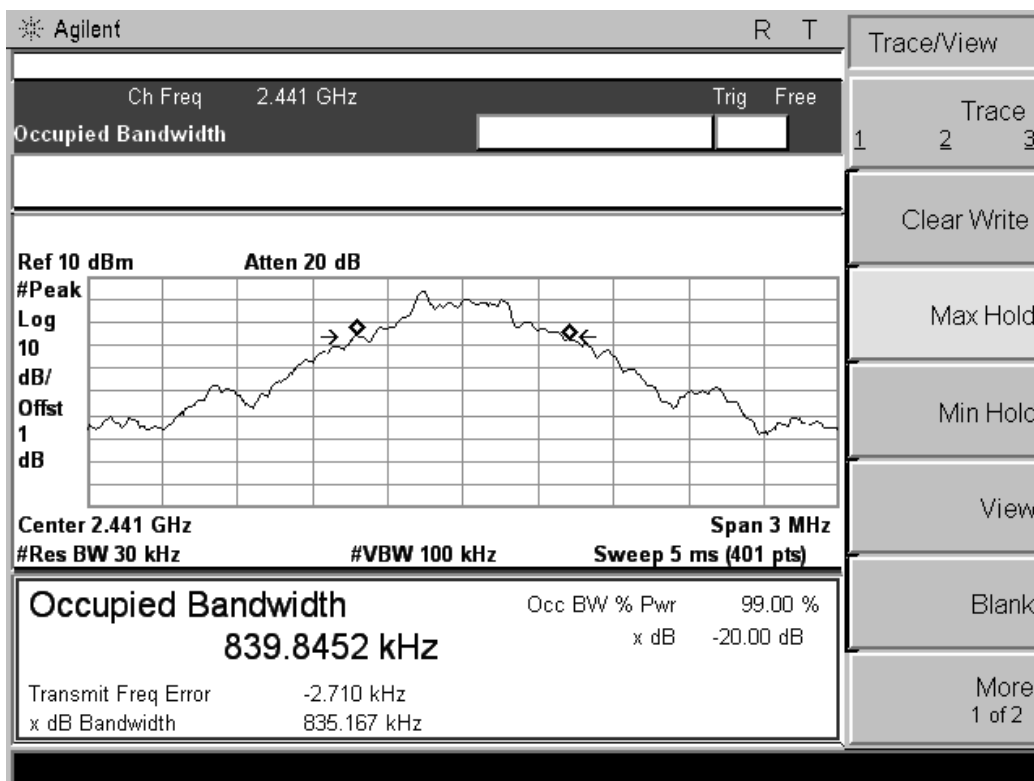 Agilent R T
Ch Freq 2.441 GHz Trig Free
Occupied Bandwidth
Ref 10 dBm Atten 20 dB
#Peak
Log
10
dB/
Offst
1
dB
Center 2.441 GHz Span 3 MHz
#Res BW 30 kHz #VBW 100 kHz Sweep 5 ms (401 pts)
Occupied Bandwidth
839.8452 kHz
Occ BW % Pwr 99.00 %
x dB -20.00 dB
Transmit Freq Error -2.710 kHz
x dB Bandwidth 835.167 kHz
Trace/View
Trace
1 2 3
Clear Write
Max Hold
Min Hold
View
Blank
More
1 of 2